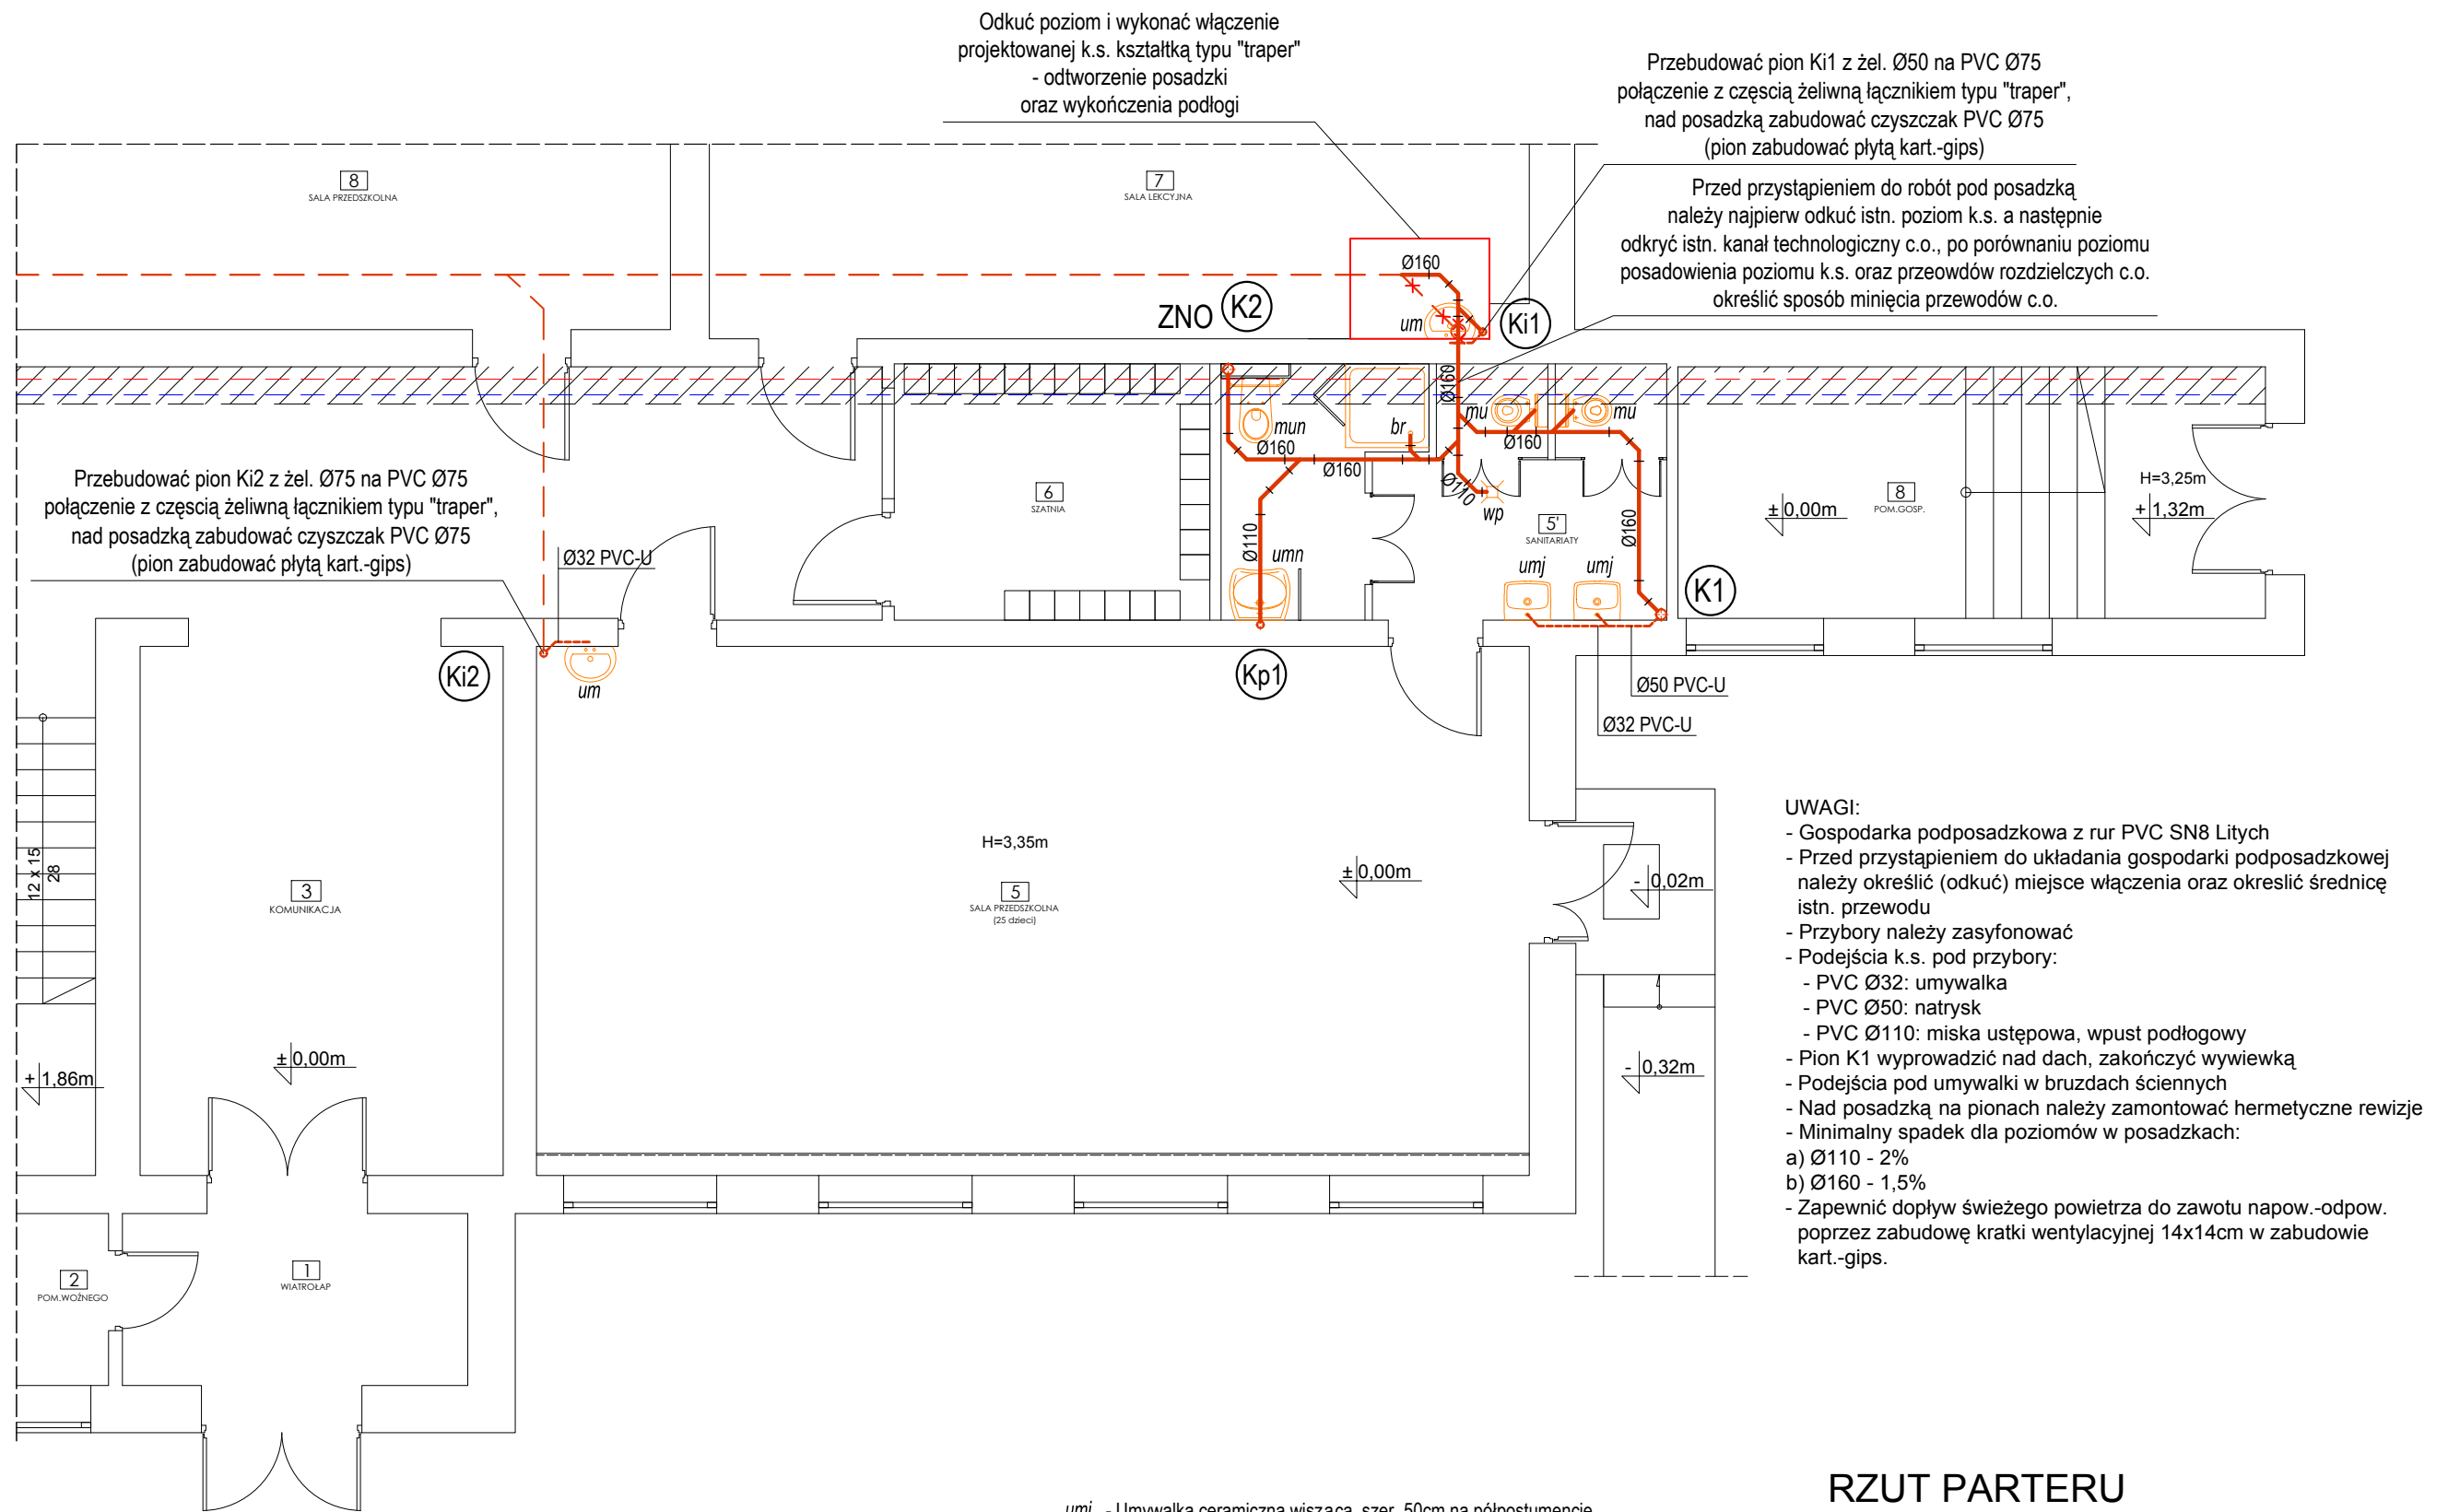 Odkuć poziom i wykonać włączenie
projektowanej k.s. kształtką typu "traper"
- odtworzenie posadzki
oraz wykończenia podłogi
Przebudować pion Ki1 z żel. Ø50 na PVC Ø75
połączenie z częscią żeliwną łącznikiem typu "traper",
nad posadzką zabudować czyszczak PVC Ø75
(pion zabudować płytą kart.-gips)
Przed przystąpieniem do robót pod posadzką
należy najpierw odkuć istn. poziom k.s. a następnie
odkryć istn. kanał technologiczny c.o., po porównaniu poziomu
posadowienia poziomu k.s. oraz przeowdów rozdzielczych c.o.
określić sposób minięcia przewodów c.o.
8
SALA PRZEDSZKOLNA
7
SALA LEKCYJNA
Ø160
ZNO
K2
um
Ki1
Ø160
mun
br
mu
mu
Ø160
Ø160
Ø160
Ø110
wp
Ø160
Ø110
umn
umj
umj
5'
SANITARIATY
6
SZATNIA
8
POM.GOSP.
±0,00m
H=3,25m
+1,32m
Przebudować pion Ki2 z żel. Ø75 na PVC Ø75
połączenie z częscią żeliwną łącznikiem typu "traper",
nad posadzką zabudować czyszczak PVC Ø75
(pion zabudować płytą kart.-gips)
Ø32 PVC-U
K1
Ki2
um
Kp1
Ø50 PVC-U
Ø32 PVC-U
12 x 15
28
3
KOMUNIKACJA
H=3,35m
5
SALA PRZEDSZKOLNA
(25 dzieci)
±0,00m
- 0,02m
±0,00m
+1,86m
- 0,32m
2
POM.WOŹNEGO
1
WIATROŁAP
UWAGI:
- Gospodarka podposadzkowa z rur PVC SN8 Litych
- Przed przystąpieniem do układania gospodarki podposadzkowej
należy określić (odkuć) miejsce włączenia oraz okreslić średnicę
istn. przewodu
- Przybory należy zasyfonować
- Podejścia k.s. pod przybory:
- PVC Ø32: umywalka
- PVC Ø50: natrysk
- PVC Ø110: miska ustępowa, wpust podłogowy
- Pion K1 wyprowadzić nad dach, zakończyć wywiewką
- Podejścia pod umywalki w bruzdach ściennych
- Nad posadzką na pionach należy zamontować hermetyczne rewizje
- Minimalny spadek dla poziomów w posadzkach:
a) Ø110 - 2%
b) Ø160 - 1,5%
- Zapewnić dopływ świeżego powietrza do zawotu napow.-odpow.
poprzez zabudowę kratki wentylacyjnej 14x14cm w zabudowie
kart.-gips.
RZUT PARTERU
umj - Umywalka ceramiczna wisząca, szer. 50cm na półpostumencie